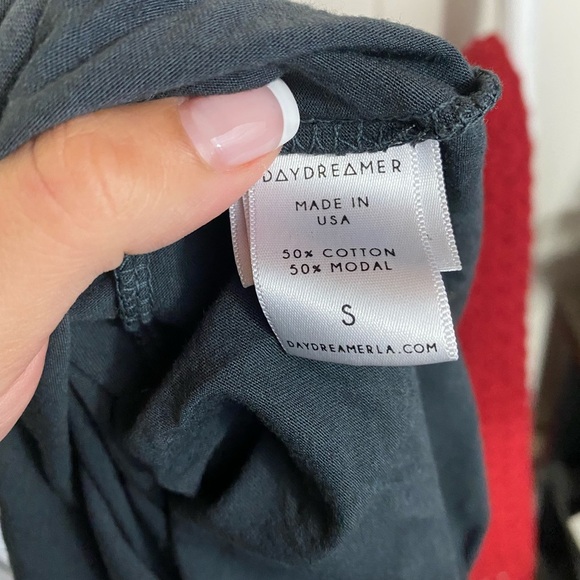 DAYDREAMER
MADE IN
USA
50% COTTON
50% MODAL
S
DAYDREAMERLA.COM